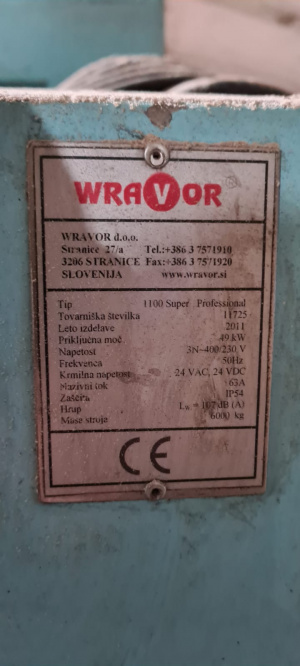 WRAVOR
WRAVOR d.o.o.
Stranice 27/a Tel.:+386 3 7571910
3206 STRANICE Fax:+386 3 7571920
SLOVENIJA www.wravor.si
Tip 1100 Super Professional
Tovarniška številka 11725
Leto izdelave 2011
Priključna moč 49 kW
Napetost 3N~400/230 V
Frekvenca 50Hz
Krmilna napetost 24 VAC, 24 VDC
Nazivni tok 63A
Zaščita IP54
Hrup Lw = 107dB (A)
Masa stroja 6000 kg
CE